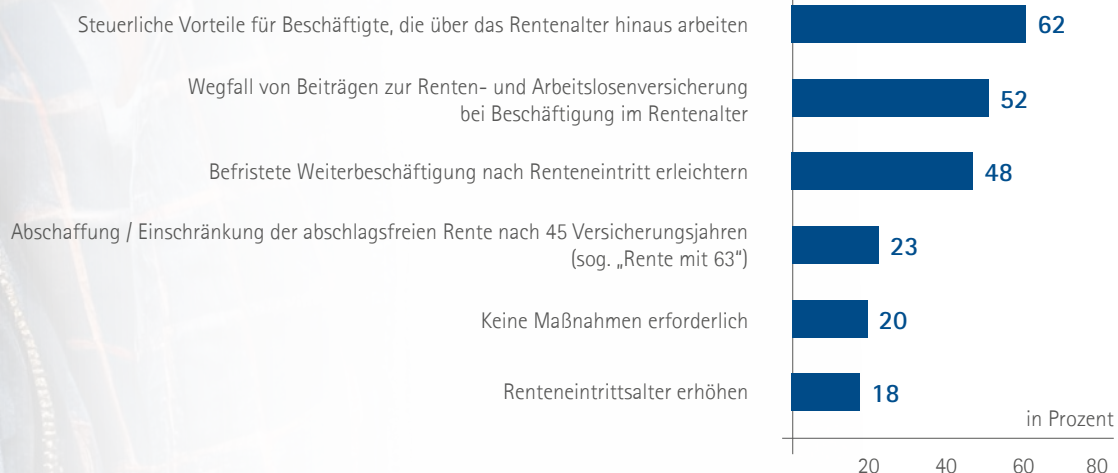 Steuerliche Vorteile für Beschäftigte, die über das Rentenalter hinaus arbeiten 62
Wegfall von Beiträgen zur Renten- und Arbeitslosenversicherung
bei Beschäftigung im Rentenalter 52
Befristete Weiterbeschäftigung nach Renteneintritt erleichtern 48
Abschaffung / Einschränkung der abschlagsfreien Rente nach 45 Versicherungsjahren
(sog. „Rente mit 63") 23
Keine Maßnahmen erforderlich 20
Renteneintrittsalter erhöhen 18
in Prozent
20 40 60 80